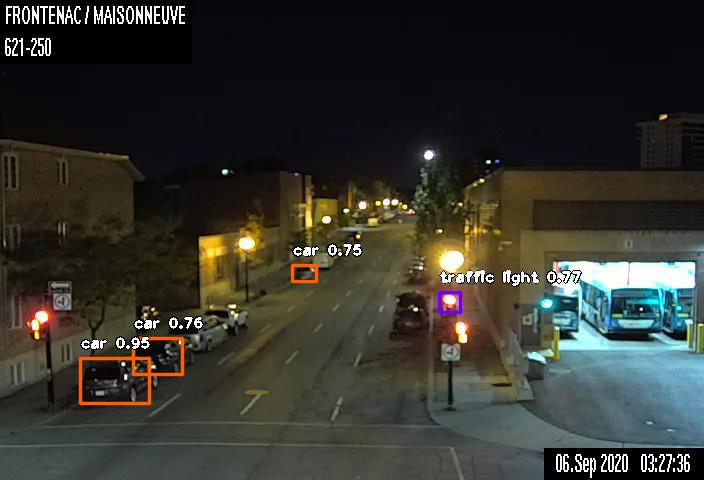 FRONTENAC / MAISONNEUVE
621-250
car 0.75
traffic light 0.77
car 0.76
car 0.95
06.Sep 2020 03:27:36